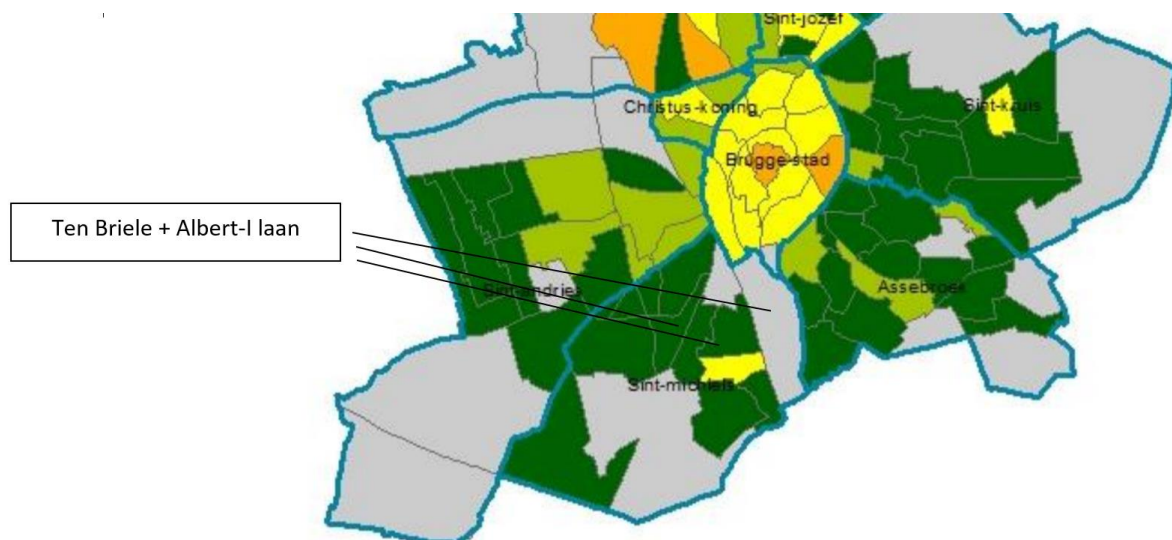 Sint-jozef
Christus-koning
Sint-kruis
Brugge-stad
Ten Briele + Albert-I laan
Sint-andries
Assebroek
Sint-michiels